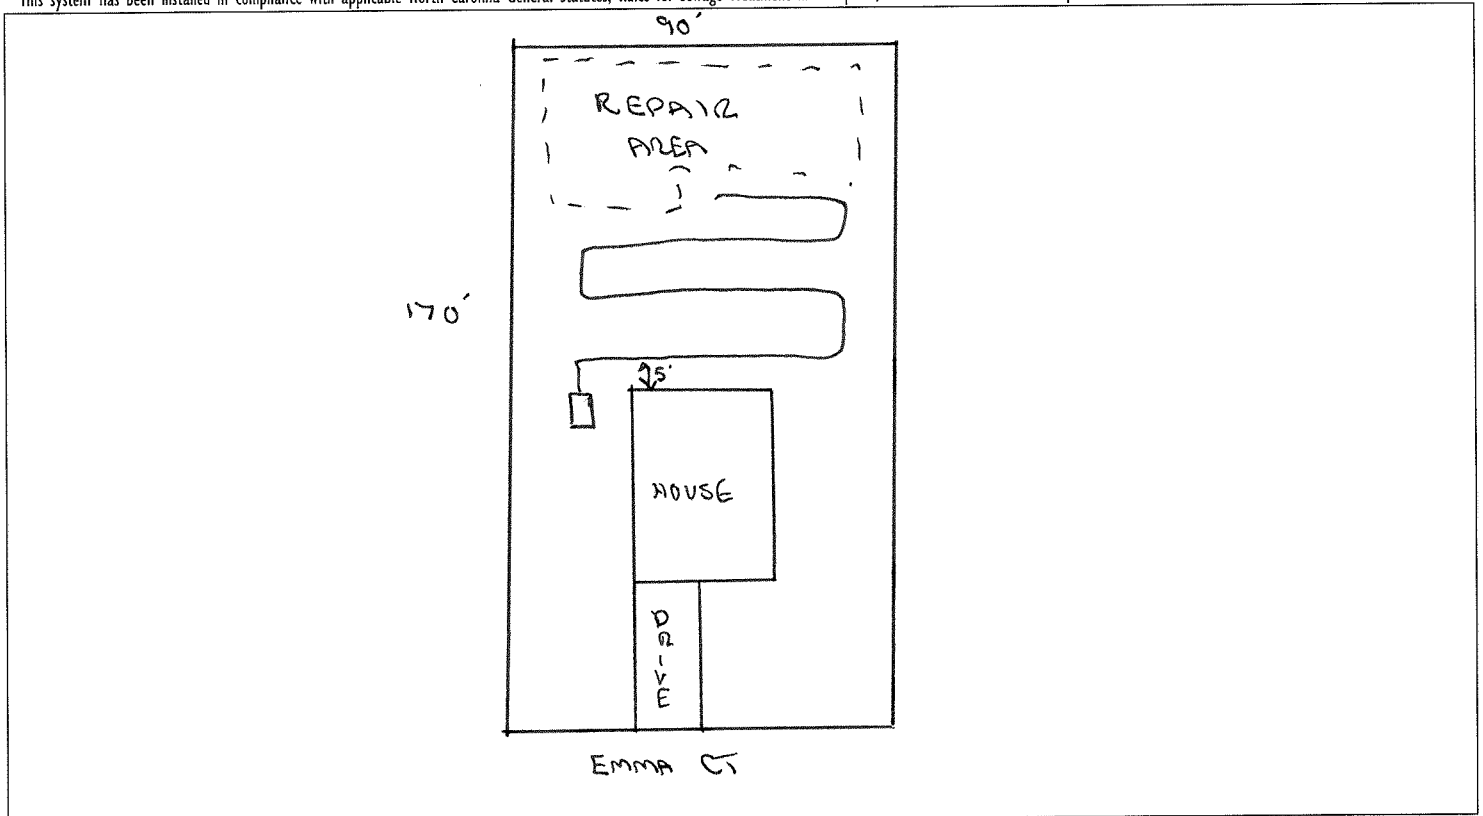 This system has been installed in compliance with applicable North Carolina General Statutes, Rules for Sewage Treatment
90'
REPAIR
AREA
170'
5'
HOUSE
DRIVE
EMMA CT